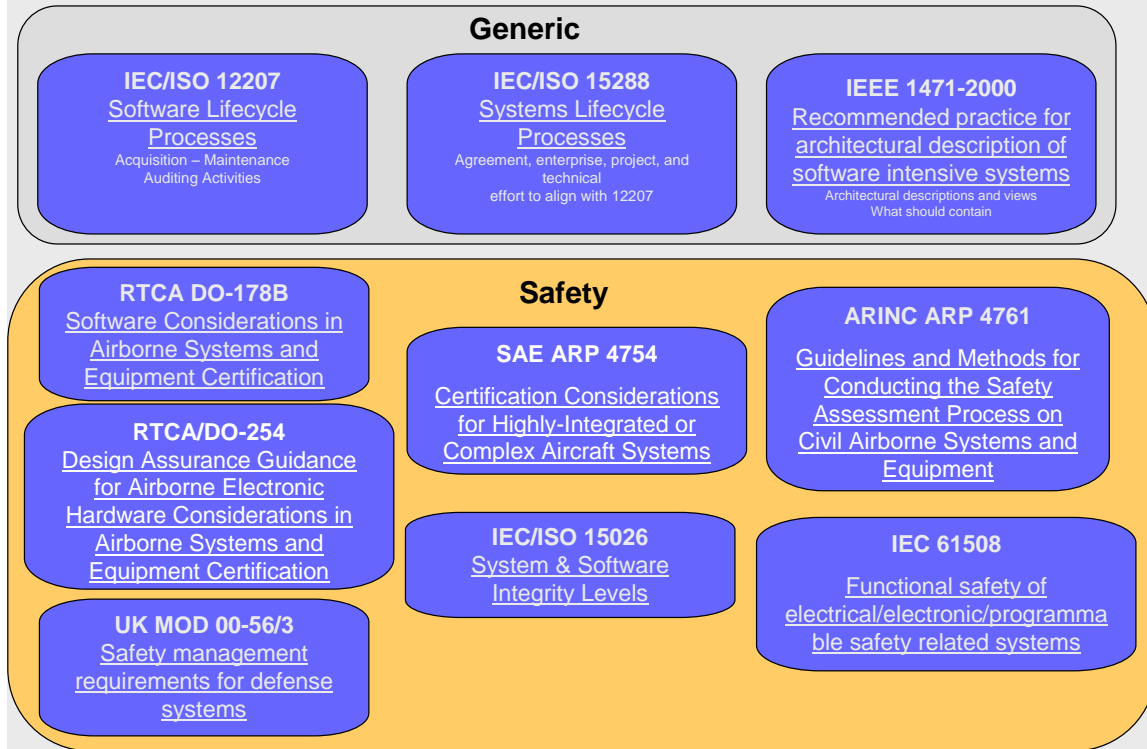 Generic
IEC/ISO 12207
Software Lifecycle
Processes
Acquisition – Maintenance
Auditing Activities
IEC/ISO 15288
Systems Lifecycle
Processes
Agreement, enterprise, project, and
technical
effort to align with 12207
IEEE 1471-2000
Recommended practice for
architectural description of
software intensive systems
Architectural descriptions and views
What should contain
Safety
RTCA DO-178B
Software Considerations in
Airborne Systems and
Equipment Certification
RTCA/DO-254
Design Assurance Guidance
for Airborne Electronic
Hardware Considerations in
Airborne Systems and
Equipment Certification
UK MOD 00-56/3
Safety management
requirements for defense
systems
SAE ARP 4754
Certification Considerations
for Highly-Integrated or
Complex Aircraft Systems
IEC/ISO 15026
System & Software
Integrity Levels
ARINC ARP 4761
Guidelines and Methods for
Conducting the Safety
Assessment Process on
Civil Airborne Systems and
Equipment
IEC 61508
Functional safety of
electrical/electronic/programma
ble safety related systems